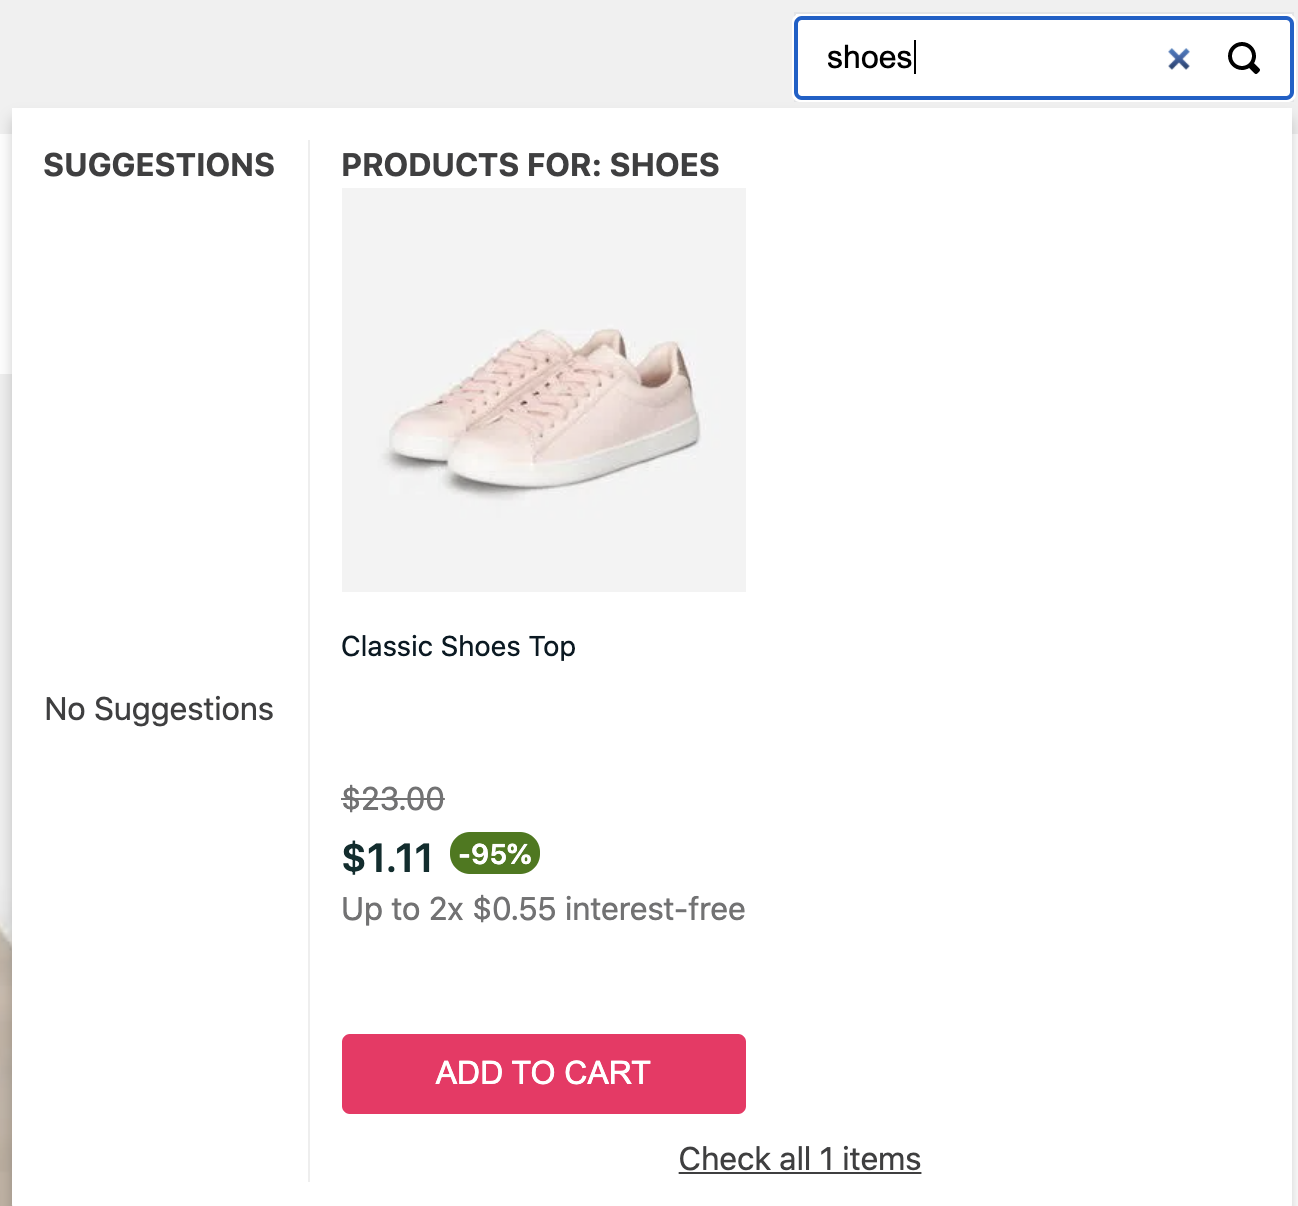 shoes
SUGGESTIONS
No Suggestions
PRODUCTS FOR: SHOES
Classic Shoes Top
$23.00
$1.11 -95%
Up to 2x $0.55 interest-free
ADD TO CART
Check all 1 items